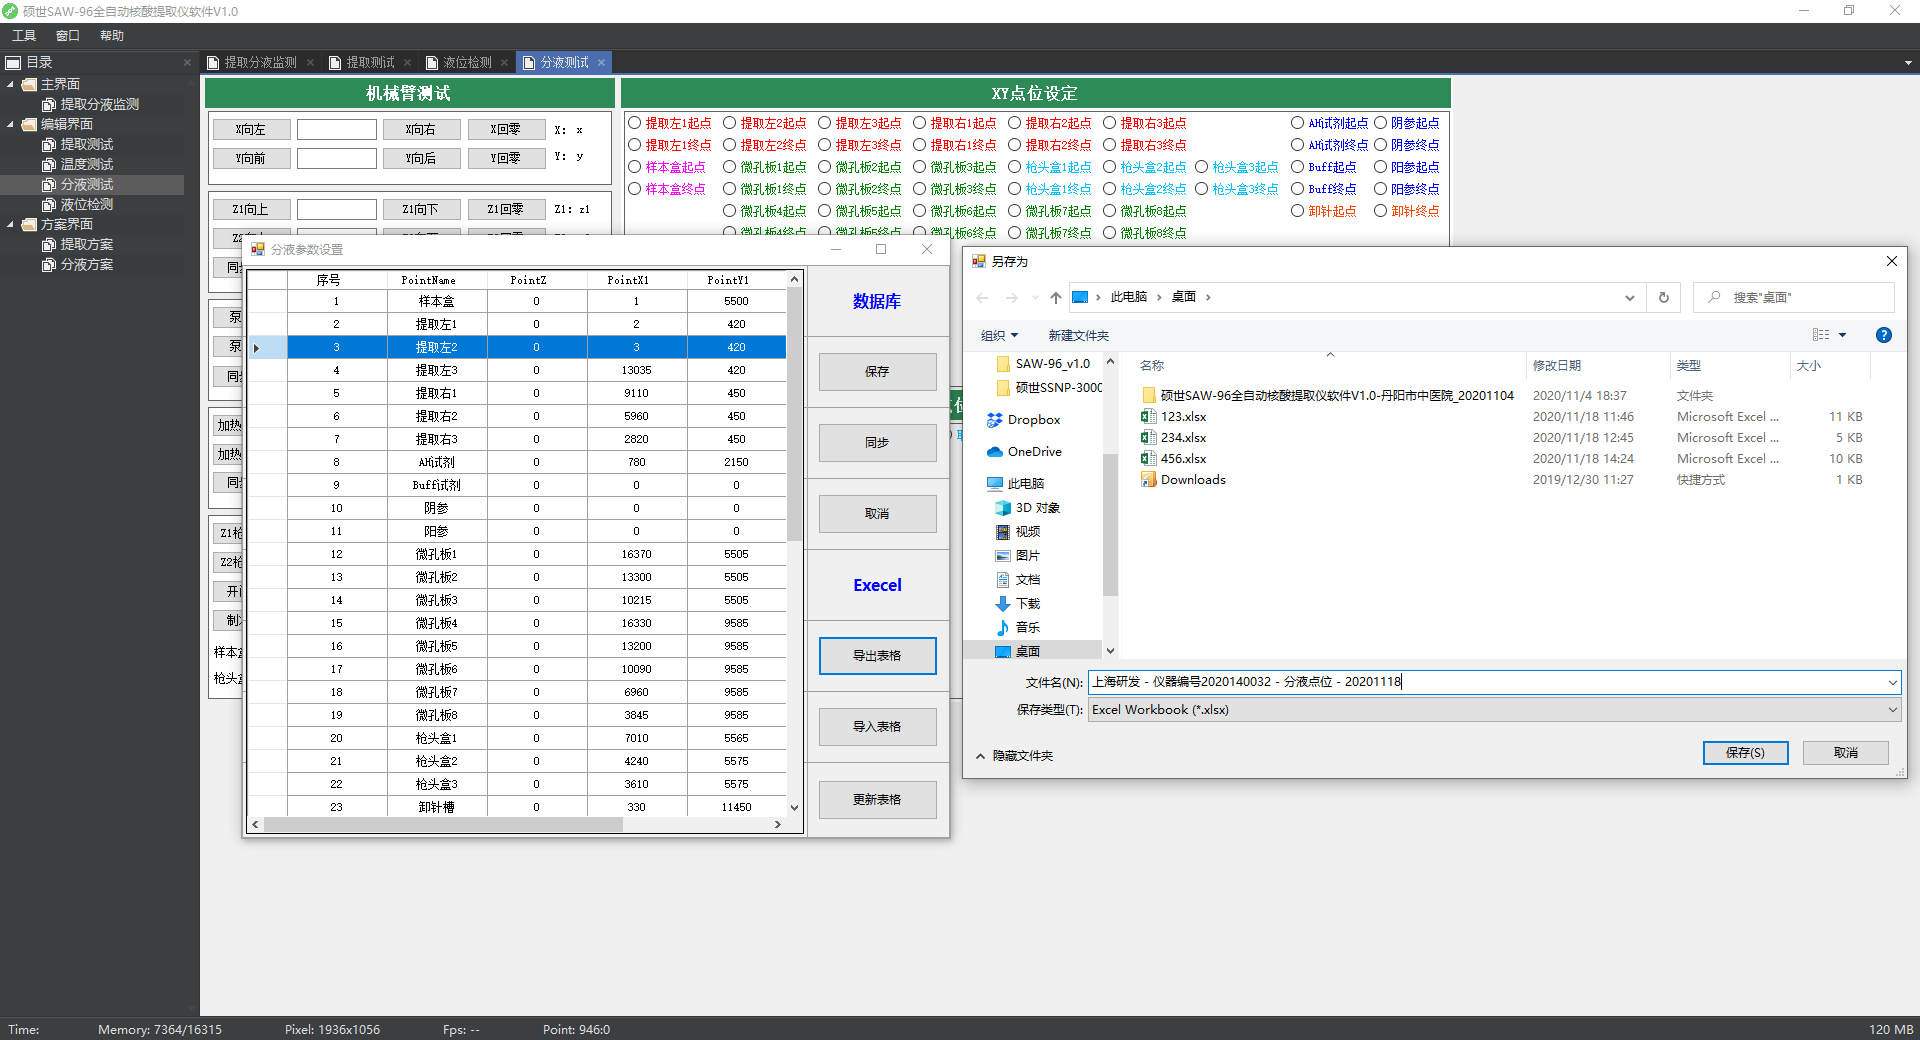 硕世SAW-96全自动核酸提取仪软件V1.0
工具 窗口 帮助
目录
主界面
提取分液监测
编辑界面
提取测试
温度测试
分液测试
液位检测
方案界面
提取方案
分液方案
提取分液监测 提取测试 液位检测 分液测试
机械臂测试
X向左 X向右 X回零 X: x
Y向前 Y向后 Y回零 Y: y
Z1向上 Z1向下 Z1回零 Z1: z1
XY点位设定
提取左1起点 提取左2起点 提取左3起点 提取右1起点 提取右2起点 提取右3起点 AH试剂起点 阴参起点
提取左1终点 提取左2终点 提取左3终点 提取右1终点 提取右2终点 提取右3终点 AH试剂终点 阴参终点
样本盒起点 微孔板1起点 微孔板2起点 微孔板3起点 枪头盒1起点 枪头盒2起点 枪头盒3起点 Buff起点 阳参起点
样本盒终点 微孔板1终点 微孔板2终点 微孔板3终点 枪头盒1终点 枪头盒2终点 枪头盒3终点 Buff终点 阳参终点
微孔板4起点 微孔板5起点 微孔板6起点 微孔板7起点 微孔板8起点 卸针起点 卸针终点
微孔板4终点 微孔板5终点 微孔板6终点 微孔板7终点 微孔板8终点
泵
泵
加热
加热
Z1枪
Z2枪
样本盒
枪头盒
分液参数设置
序号 PointName PointZ PointX1 PointY1
1 样本盒 0 1 5500
2 提取左1 0 2 420
3 提取左2 0 3 420
4 提取左3 0 13035 420
5 提取右1 0 9110 450
6 提取右2 0 5960 450
7 提取右3 0 2820 450
8 AH试剂 0 780 2150
9 Buff试剂 0 0 0
10 阴参 0 0 0
11 阳参 0 0 0
12 微孔板1 0 16370 5505
13 微孔板2 0 13300 5505
14 微孔板3 0 10215 5505
15 微孔板4 0 16330 9585
16 微孔板5 0 13200 9585
17 微孔板6 0 10090 9585
18 微孔板7 0 6960 9585
19 微孔板8 0 3845 9585
20 枪头盒1 0 7010 5565
21 枪头盒2 0 4240 5575
22 枪头盒3 0 3610 5575
23 卸针槽 0 330 11450
数据库
保存
同步
取消
Execel
导出表格
导入表格
更新表格
另存为
此电脑 桌面
搜索"桌面"
组织 新建文件夹
SAW-96_v1.0
硕世SSNP-3000
Dropbox
OneDrive
此电脑
3D 对象
视频
图片
文档
下载
音乐
桌面
名称 修改日期 类型 大小
硕世SAW-96全自动核酸提取仪软件V1.0-丹阳市中医院_20201104 2020/11/4 18:37 文件夹
123.xlsx 2020/11/18 11:46 Microsoft Excel ... 11 KB
234.xlsx 2020/11/18 12:45 Microsoft Excel ... 5 KB
456.xlsx 2020/11/18 14:24 Microsoft Excel ... 10 KB
Downloads 2019/12/30 11:27 快捷方式 1 KB
文件名(N): 上海研发 - 仪器编号2020140032 - 分液点位 - 20201118
保存类型(T): Excel Workbook (*.xlsx)
隐藏文件夹 保存(S) 取消
Time: Memory: 7364/16315 Pixel: 1936x1056 Fps: -- Point: 946:0 120 MB